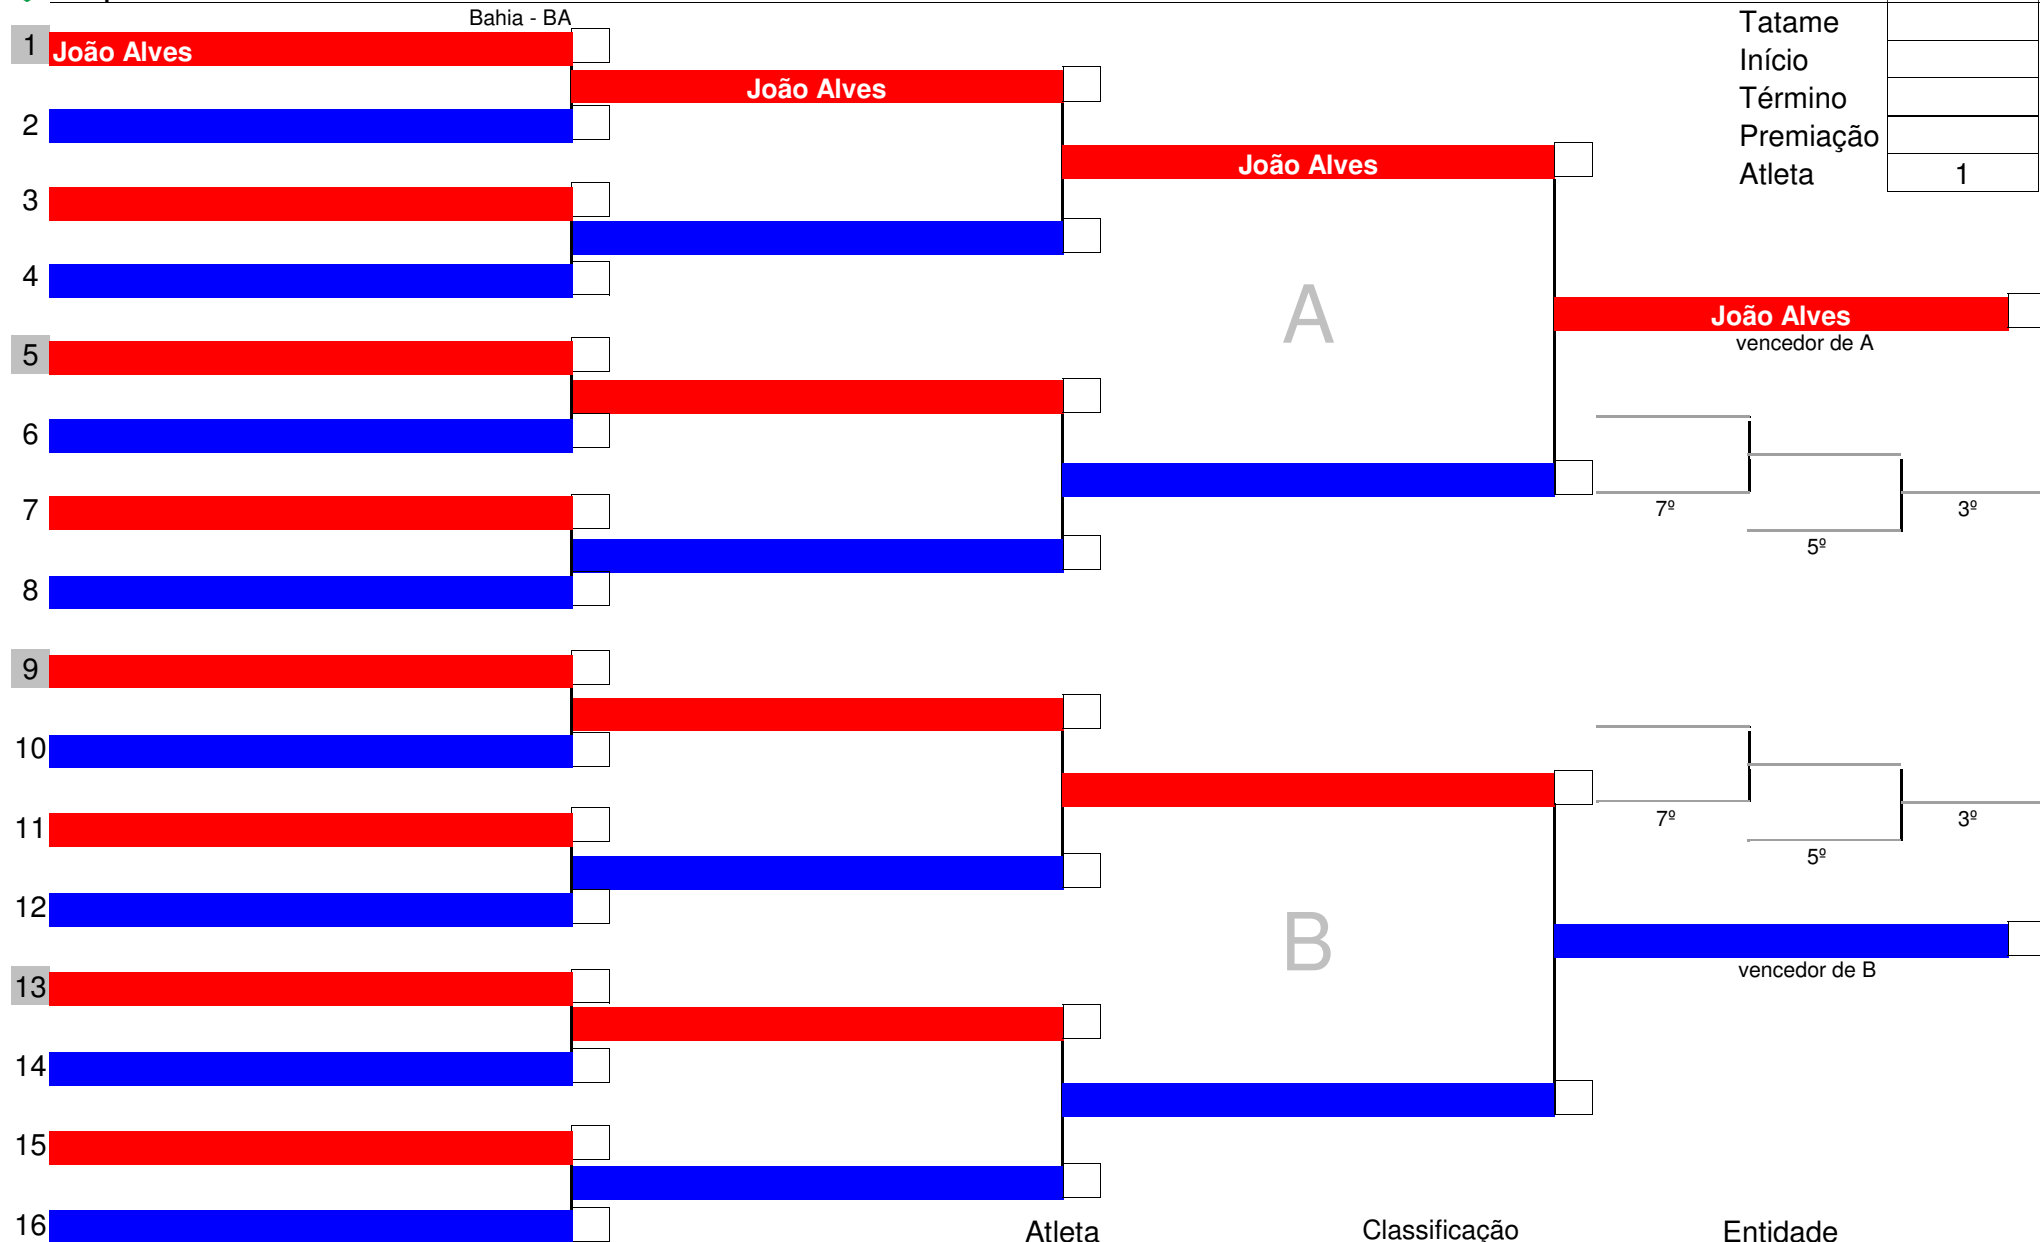 Bahia - BA
Tatame
1 João Alves
Início
João Alves
Término
2
Premiação
João Alves
Atleta 1
3
4
A
João Alves
vencedor de A
5
6
7
7º 3º
5º
8
9
10
11
7º 3º
5º
12
B
vencedor de B
13
14
15
16
Atleta Classificação Entidade